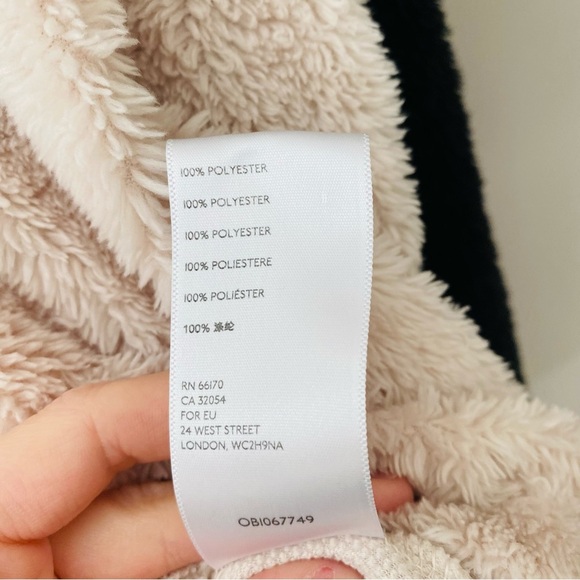 100% POLYESTER
100% POLYESTER
100% POLYESTER
100% POLIESTERE
100% POLIÉSTER
100% 涤纶
RN 66170
CA 32054
FOR EU
24 WEST STREET
LONDON, WC2H9NA
OB1067749